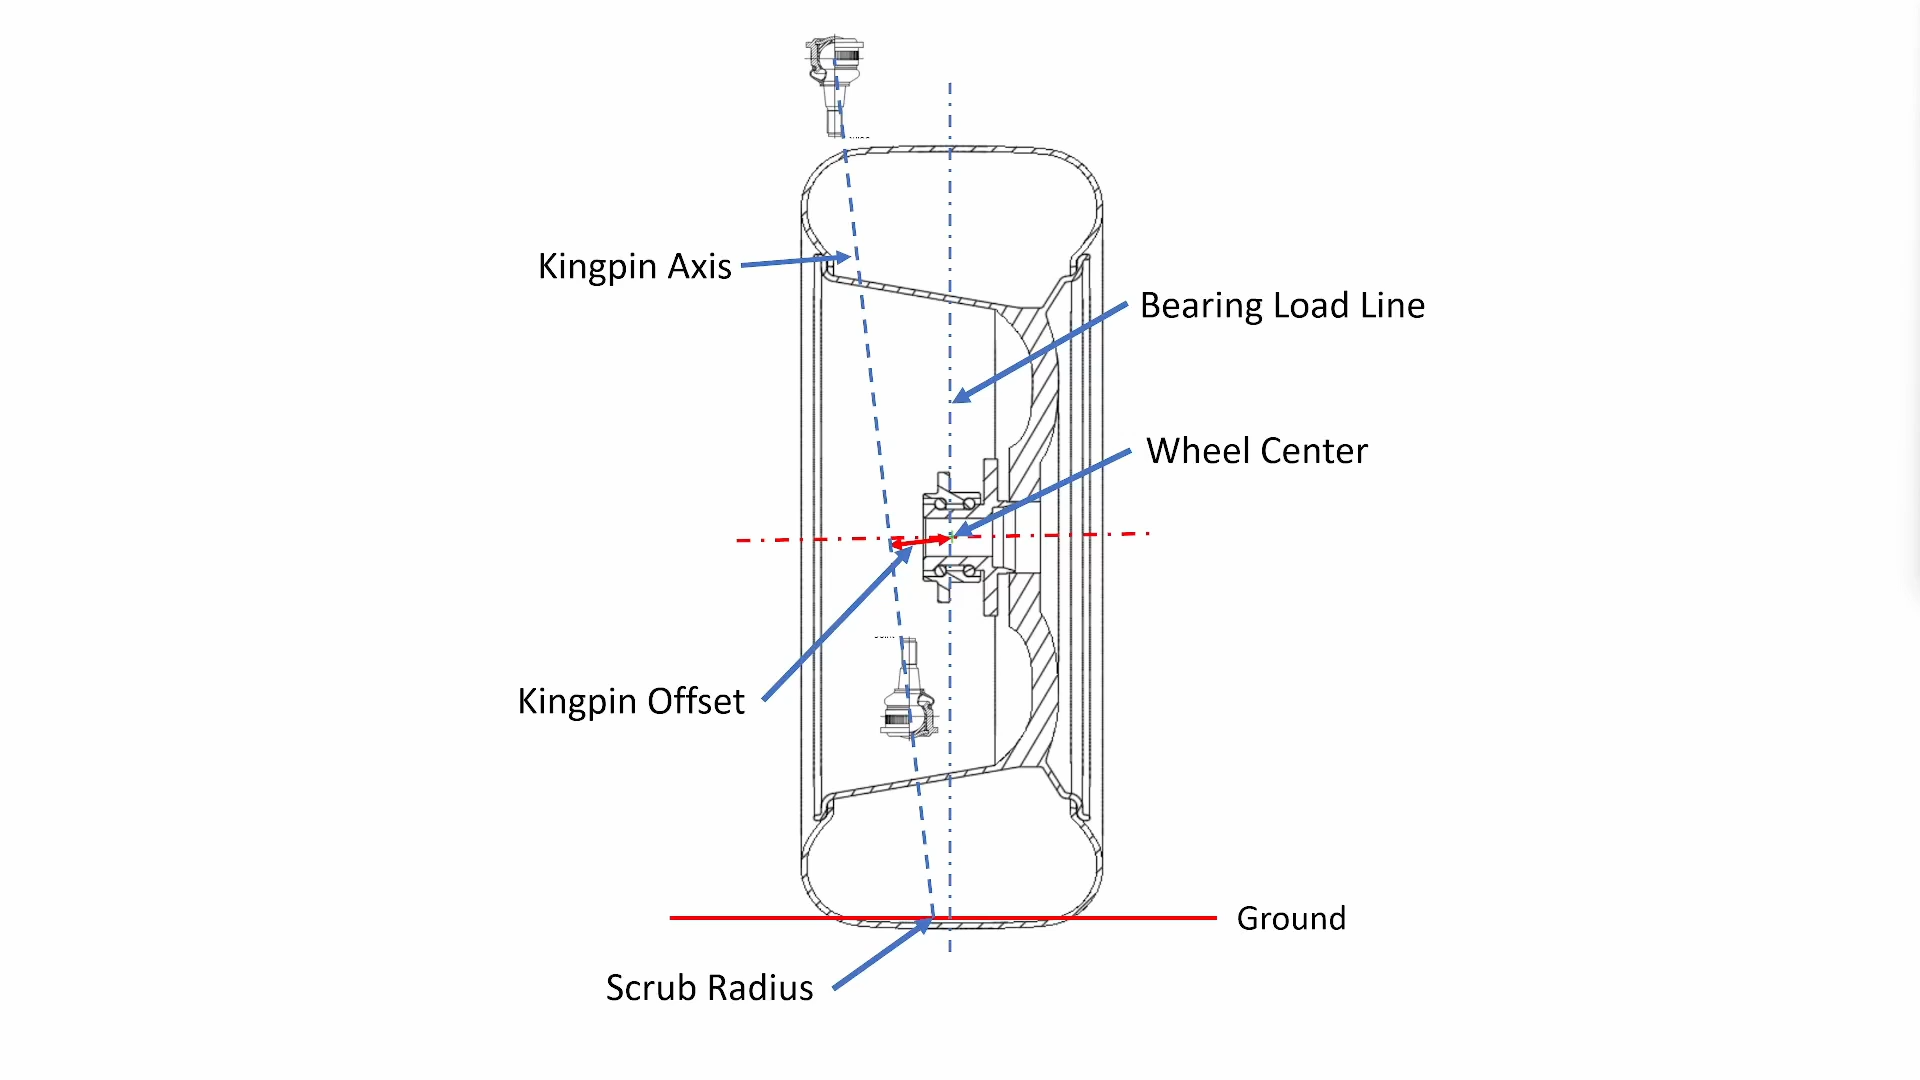 Kingpin Axis
Bearing Load Line
Wheel Center
Kingpin Offset
Ground
Scrub Radius